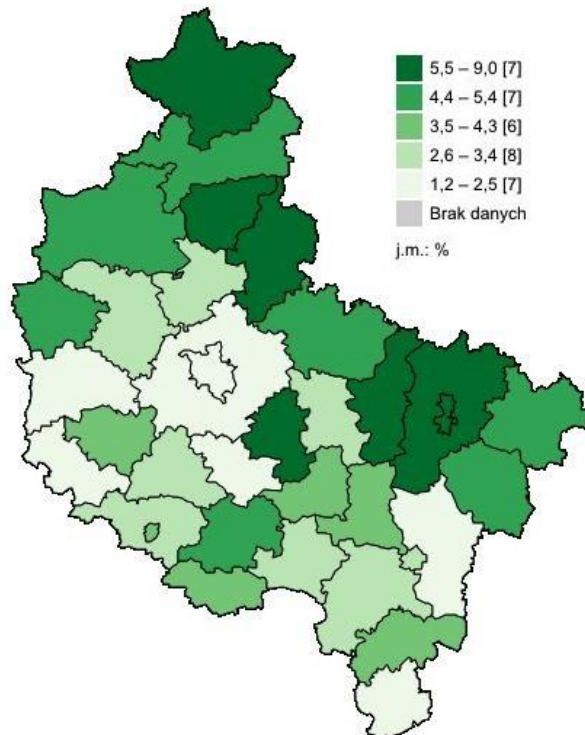 5,5 – 9,0 [7]
4,4 – 5,4 [7]
3,5 – 4,3 [6]
2,6 – 3,4 [8]
1,2 – 2,5 [7]
Brak danych
j.m.: %